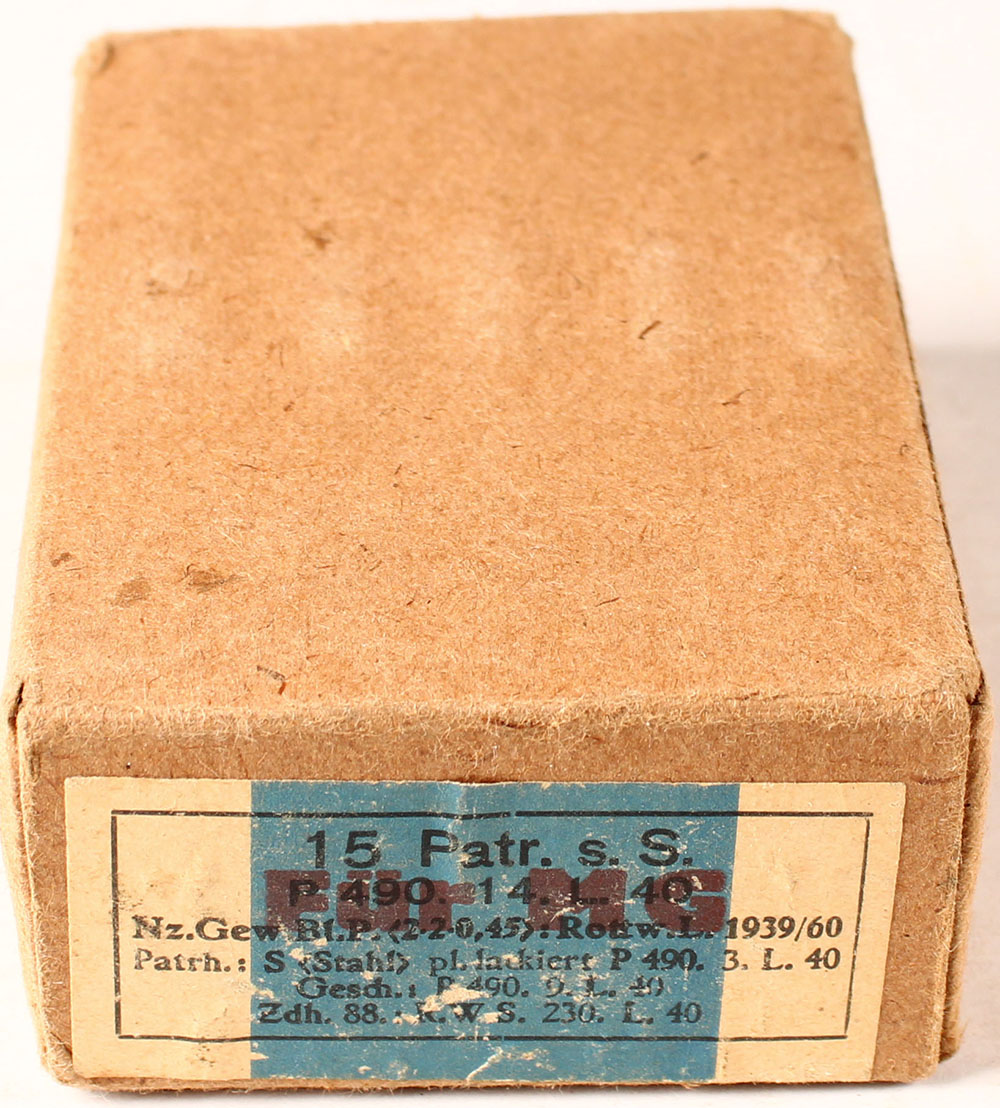 15 Patr. s. S.
P 490. 14. L. 40
Für MG
Nz.Gew Bl.P. <2-2-0,45>: Rottw. L. 1939/60
Patrh.: S <Stahl> pl. lackiert P 490. 3. L. 40
Gesch.: P 490. 9. L. 40
Zdh. 88.: R.W S. 230. L. 40